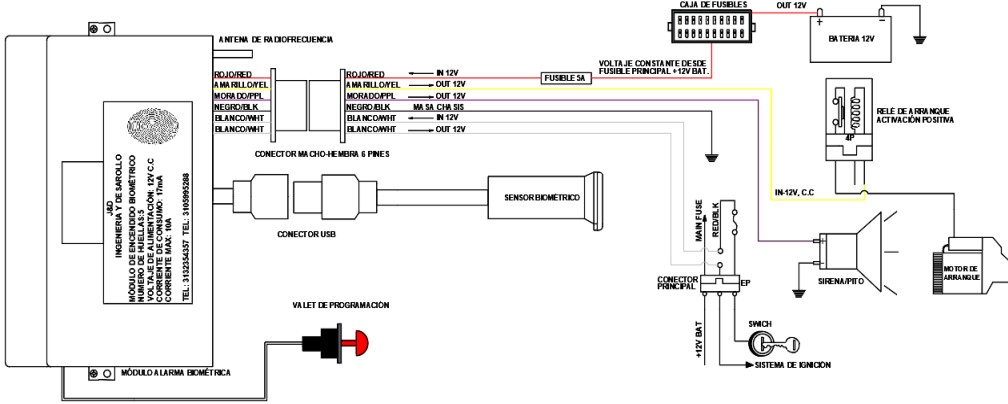 CAJA DE FUSIBLES
OUT 12V
BATERIA 12V
ANTENA DE RADIOFRECUENCIA
VOLTAJE CONSTANTE DESDE
FUSIBLE PRINCIPAL +12V BAT.
FUSIBLE 5A
ROJO/RED
AMARILLO/YEL
MORADO/PPL
NEGRO/BLK
BLANCO/WHT
BLANCO/WHT
ROJO/RED
AMARILLO/YEL
MORADO/PPL
NEGRO/BLK
BLANCO/WHT
BLANCO/WHT
IN 12V
OUT 12V
OUT 12V
MASA CHASIS
IN 12V
OUT 12V
RELÉ DE ARRANQUE
ACTIVACIÓN POSITIVA
4P
CONECTOR MACHO-HEMBRA 6 PINES
J&D
INGENIERIA Y DESAROLLO
MÓDULO DE ENCENDIDO BIOMÉTRICO
NUMERO DE HUELLAS:5
VOLTAJE DE ALIMENTACIÓN: 12V C.C
CORRIENTE DE CONSUMO: 17mA
CORRIENTE MAX: 10A
TEL: 3132354357 TEL: 3105995288
SENSOR BIOMÉTRICO
CONECTOR USB
IN-12V, C.C
MAIN FUSE
RED/BLK
CONECTOR
PRINCIPAL
EP
SIRENA/PITO
MOTOR DE
ARRANQUE
VALET DE PROGRAMACIÓN
+12V BAT
SWICH
SISTEMA DE IGNICIÓN
MÓDULO ALARMA BIOMÉTRICA